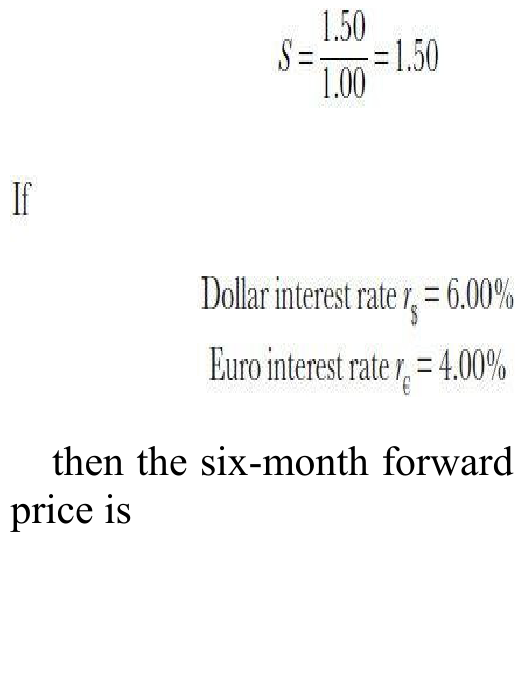 S = 1.50/1.00 = 1.50
If
Dollar interest rate r$ = 6.00%
Euro interest rate r€ = 4.00%
then the six-month forward
price is